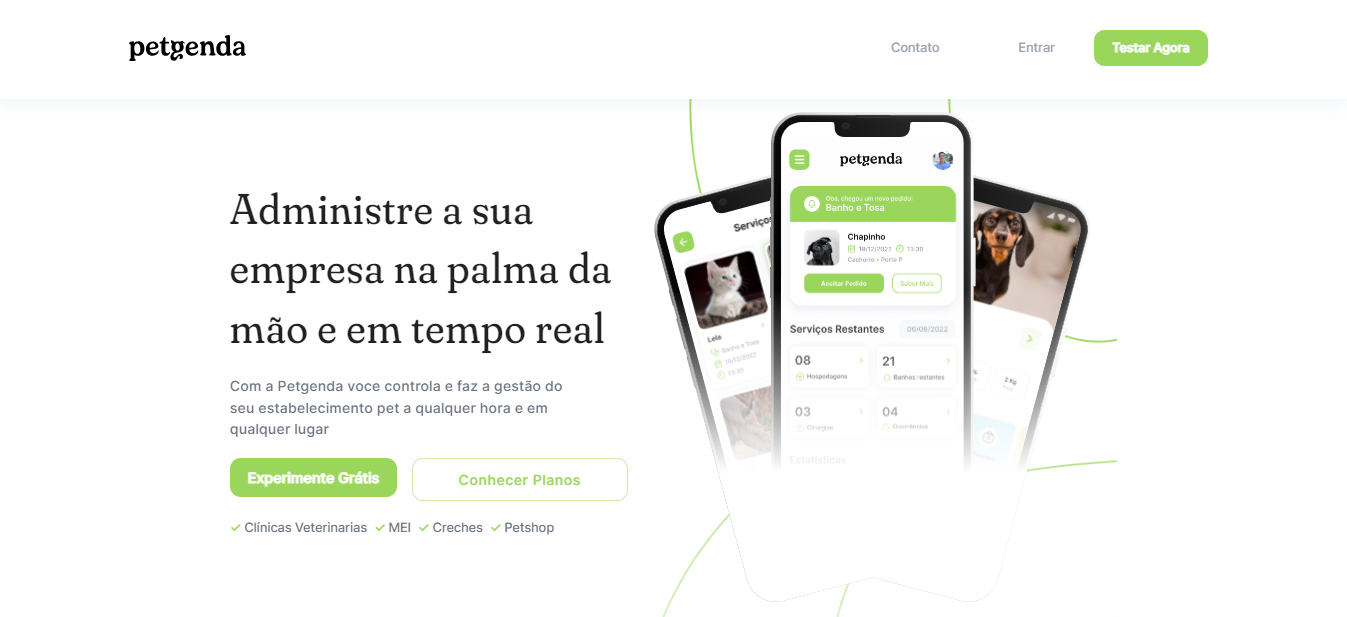 petgenda
Contato
Entrar
Testar Agora
Administre a sua
empresa na palma da
mão e em tempo real
Com a Petgenda voce controla e faz a gestão do
seu estabelecimento pet a qualquer hora e em
qualquer lugar
Experimente Grátis
Conhecer Planos
Clínicas Veterinarias
MEI
Creches
Petshop
Serviços
Leia
Banho e Tosa
19/12/2022
13:30
petgenda
Oba, chegou um novo pedido!
Banho e Tosa
Chapinho
19/12/2022
13:30
Cachorro • Porte P
Aceitar Pedido
Saber Mais
Serviços Restantes
06/08/2022
08
Hospedagens
21
Banhos restantes
03
Cirurgias
04
Ocorrências
Estatísticas
2 Kg